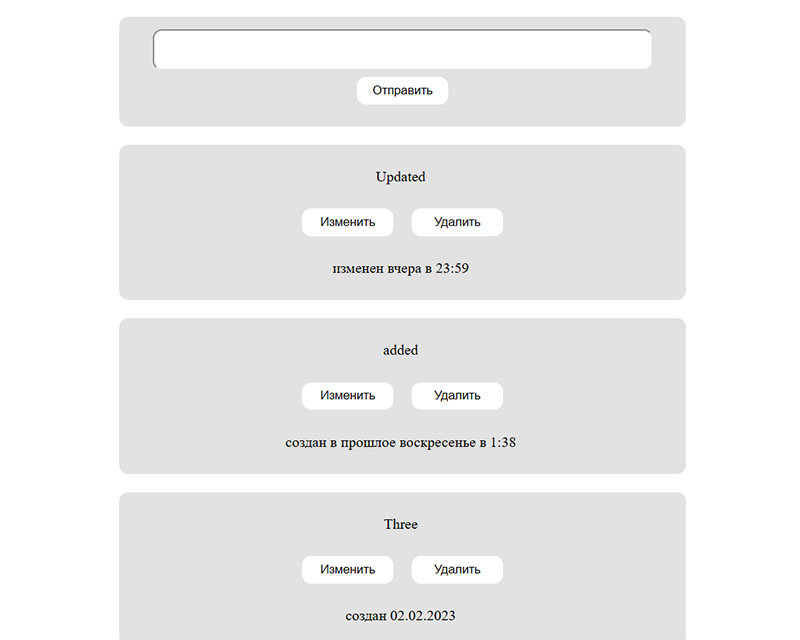 Отправить
Updated
Изменить Удалить
изменен вчера в 23:59
added
Изменить Удалить
создан в прошлое воскресенье в 1:38
Three
Изменить Удалить
создан 02.02.2023